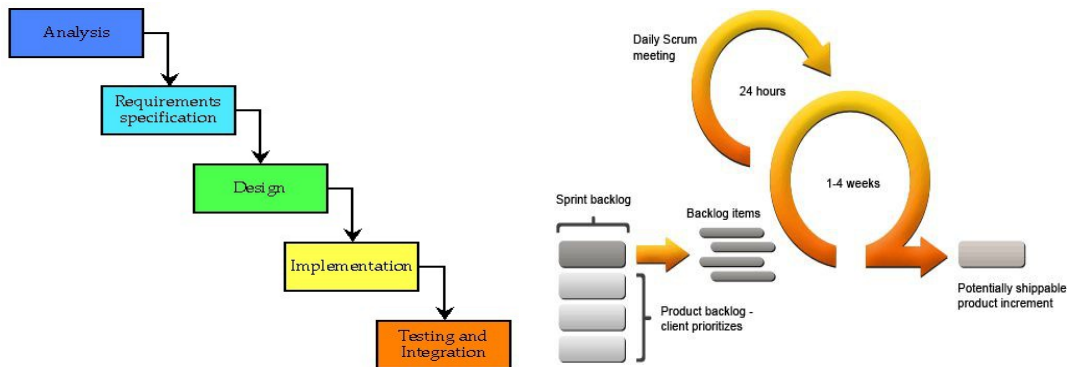 Analysis
Requirements
specification
Design
Implementation
Testing and
Integration
Daily Scrum
meeting
24 hours
1-4 weeks
Sprint backlog
Backlog items
Product backlog -
client prioritizes
Potentially shippable
product increment